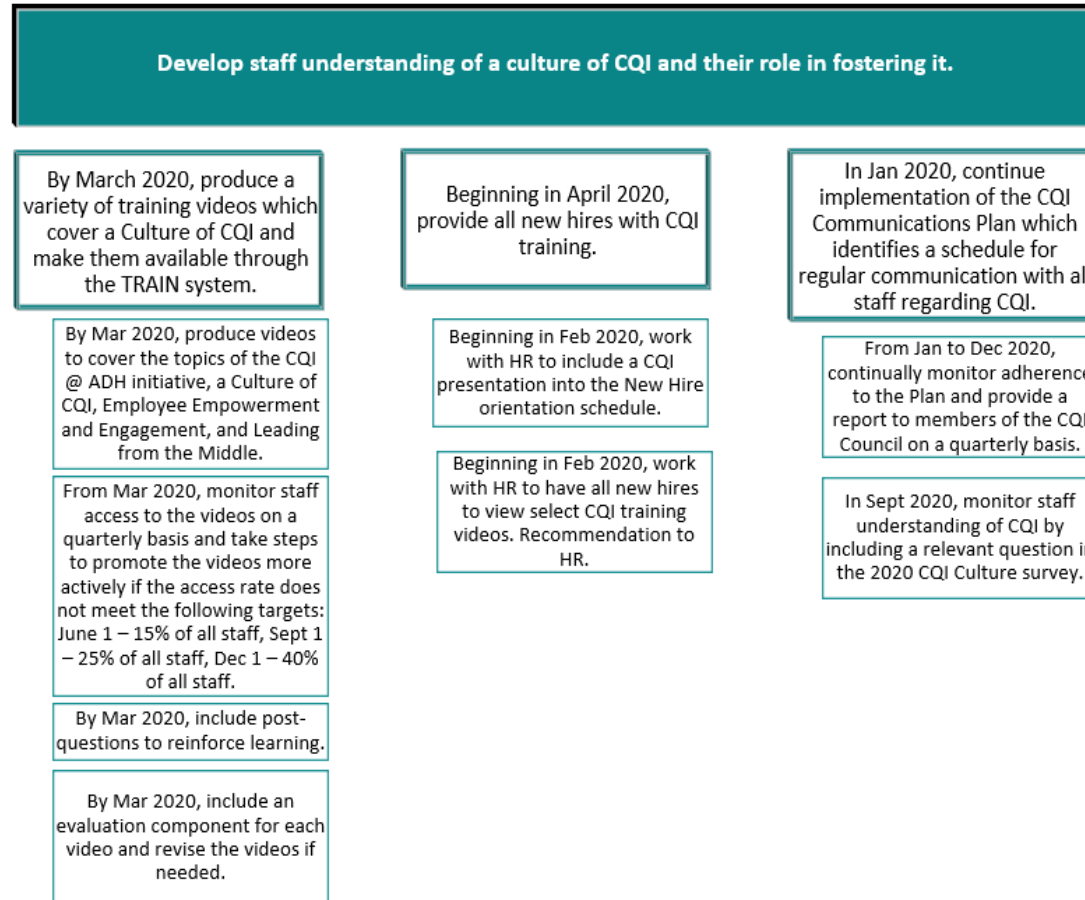 Develop staff understanding of a culture of CQI and their role in fostering it.
By March 2020, produce a
variety of training videos which
cover a Culture of CQI and
make them available through
the TRAIN system.
By Mar 2020, produce videos
to cover the topics of the CQI
@ ADH initiative, a Culture of
CQI, Employee Empowerment
and Engagement, and Leading
from the Middle.
From Mar 2020, monitor staff
access to the videos on a
quarterly basis and take steps
to promote the videos more
actively if the access rate does
not meet the following targets:
June 1 – 15% of all staff, Sept 1
– 25% of all staff, Dec 1 – 40%
of all staff.
By Mar 2020, include post-
questions to reinforce learning.
By Mar 2020, include an
evaluation component for each
video and revise the videos if
needed.
Beginning in April 2020,
provide all new hires with CQI
training.
Beginning in Feb 2020, work
with HR to include a CQI
presentation into the New Hire
orientation schedule.
Beginning in Feb 2020, work
with HR to have all new hires
to view select CQI training
videos. Recommendation to
HR.
In Jan 2020, continue
implementation of the CQI
Communications Plan which
identifies a schedule for
regular communication with al
staff regarding CQI.
From Jan to Dec 2020,
continually monitor adherence
to the Plan and provide a
report to members of the CQI
Council on a quarterly basis.
In Sept 2020, monitor staff
understanding of CQI by
including a relevant question i
the 2020 CQI Culture survey.